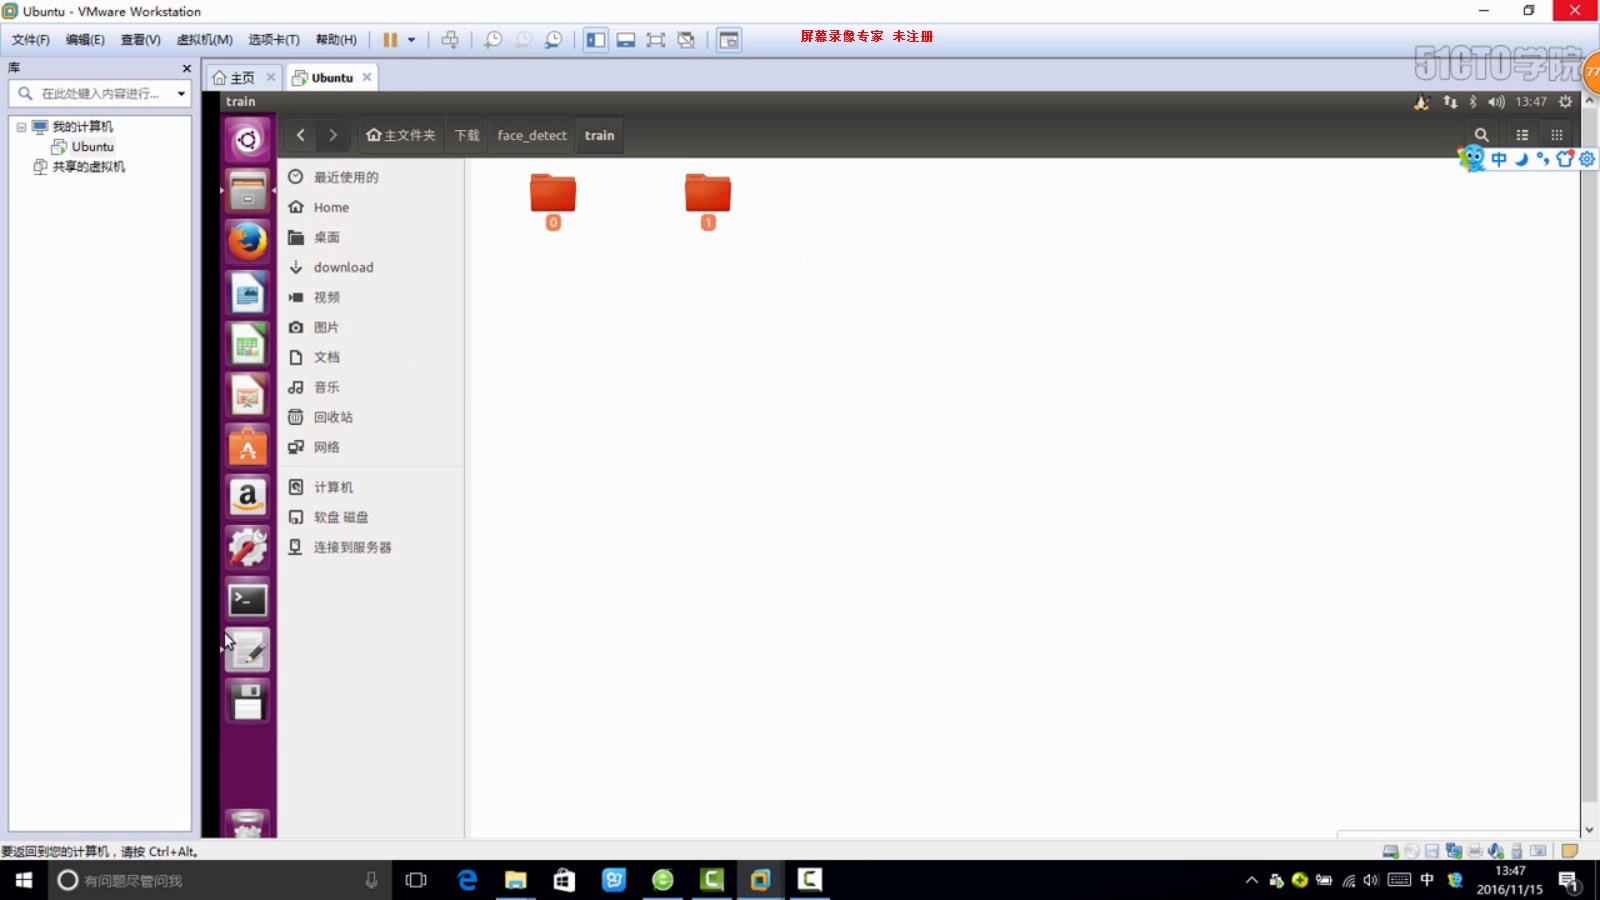 Ubuntu - VMware Workstation
文件(F) 编辑(E) 查看(V) 虚拟机(M) 选项卡(T) 帮助(H)
屏幕录像专家 未注册
51CTO学院
77
库
主页
Ubuntu
在此处键入内容进行...
train
13:47
我的计算机
Ubuntu
共享的虚拟机
主文件夹 下载 face_detect train
中
最近使用的
0
1
Home
桌面
download
视频
图片
文档
音乐
回收站
网络
计算机
软盘 磁盘
连接到服务器
要返回到您的计算机，请按 Ctrl+Alt。
有问题尽管问我
中
13:47
2016/11/15
1